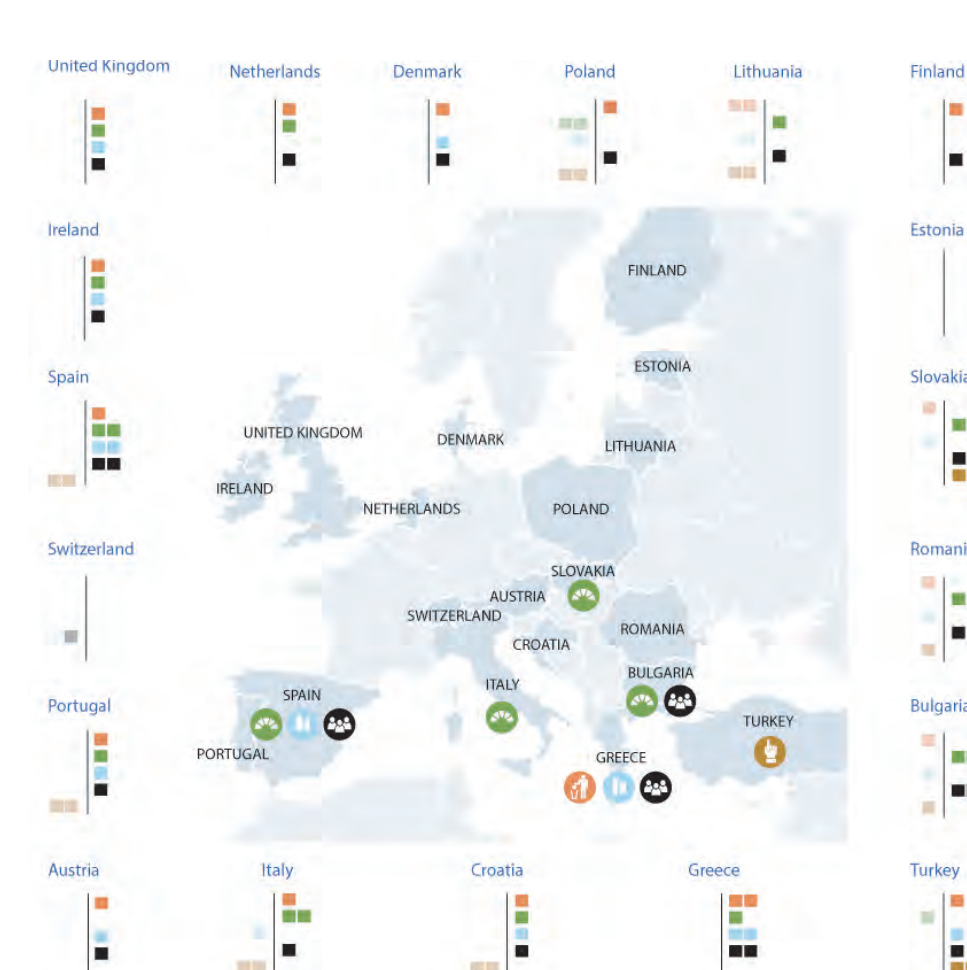 United Kingdom
Netherlands
Denmark
Poland
Lithuania
Finland
Ireland
Estonia
FINLAND
ESTONIA
Spain
Slovakia
UNITED KINGDOM
DENMARK
LITHUANIA
IRELAND
NETHERLANDS
POLAND
Switzerland
Romani
SLOVAKIA
AUSTRIA
SWITZERLAND
ROMANIA
CROATIA
BULGARIA
ITALY
SPAIN
Portugal
Bulgaria
TURKEY
PORTUGAL
GREECE
Austria
Italy
Croatia
Greece
Turkey